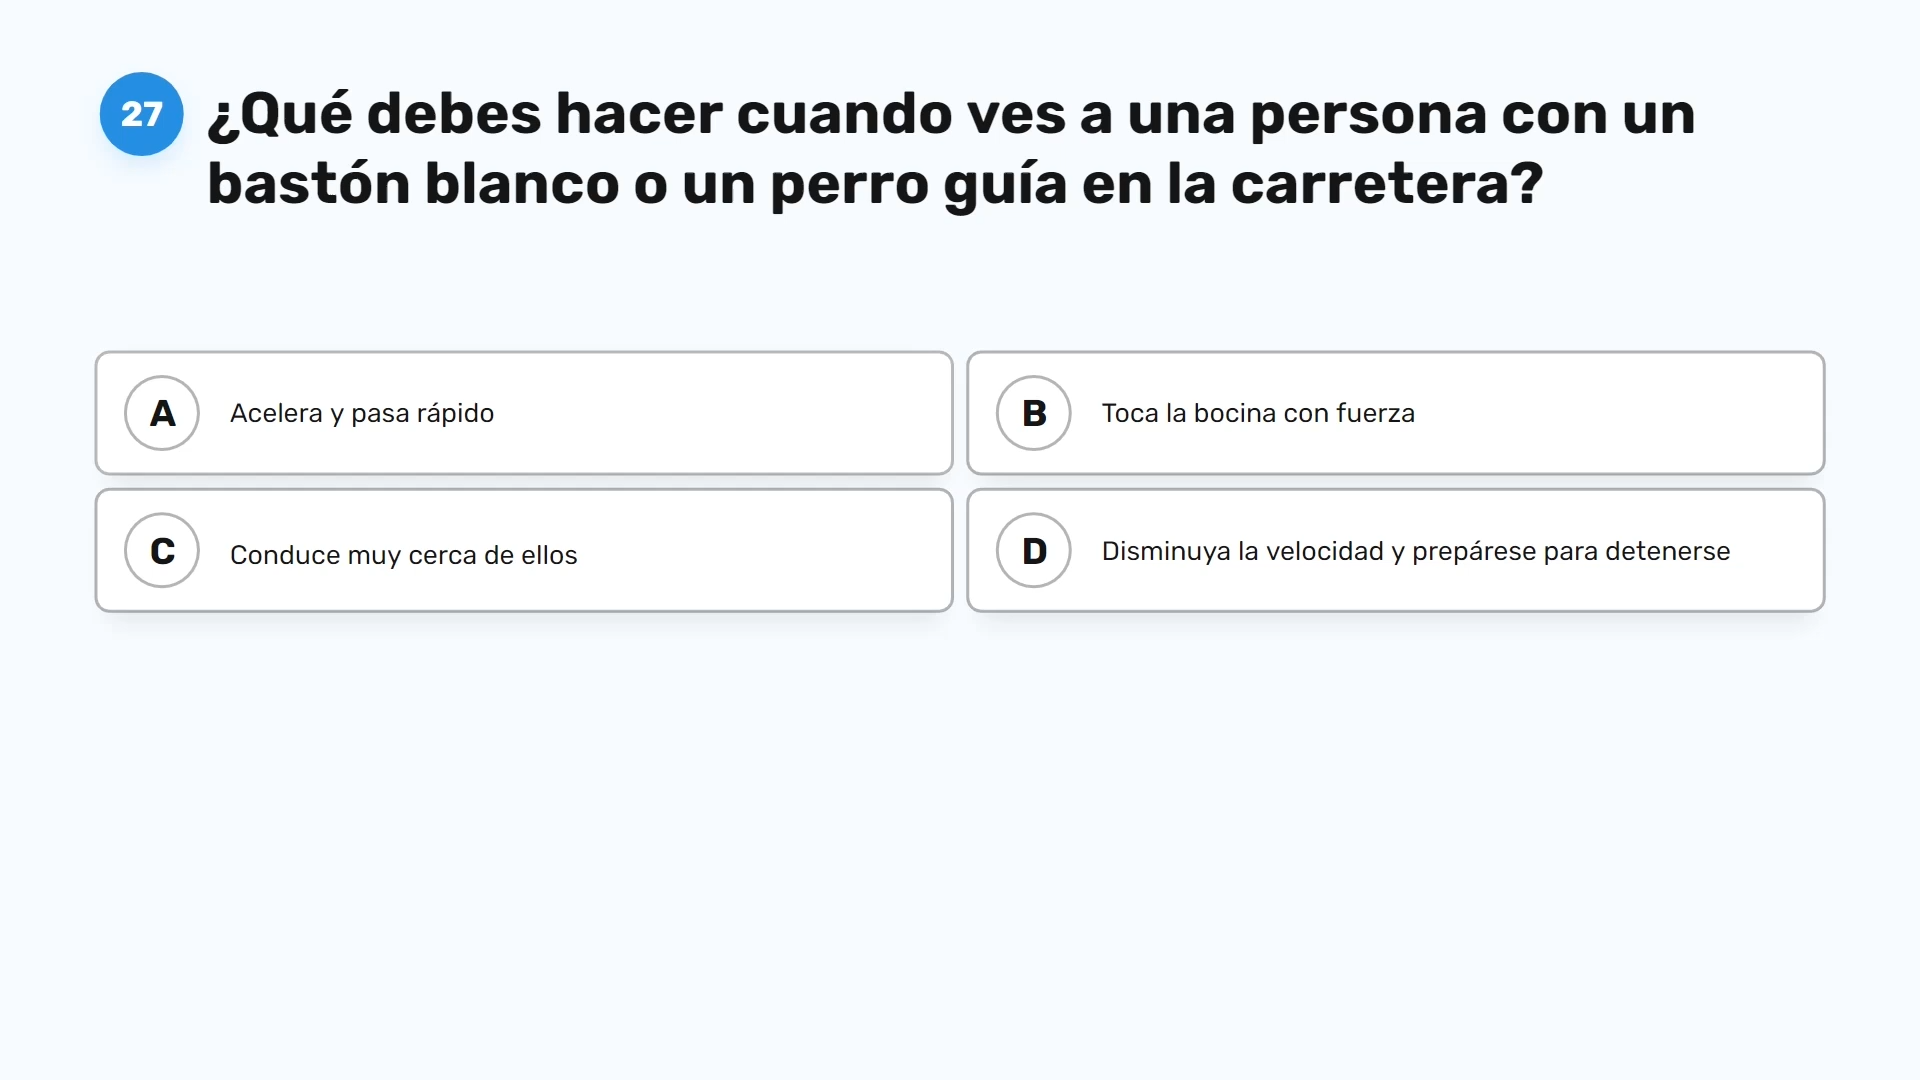 27
¿Qué debes hacer cuando ves a una persona con un
bastón blanco o un perro guía en la carretera?
A Acelera y pasa rápido
B Toca la bocina con fuerza
C Conduce muy cerca de ellos
D Disminuya la velocidad y prepárese para detenerse